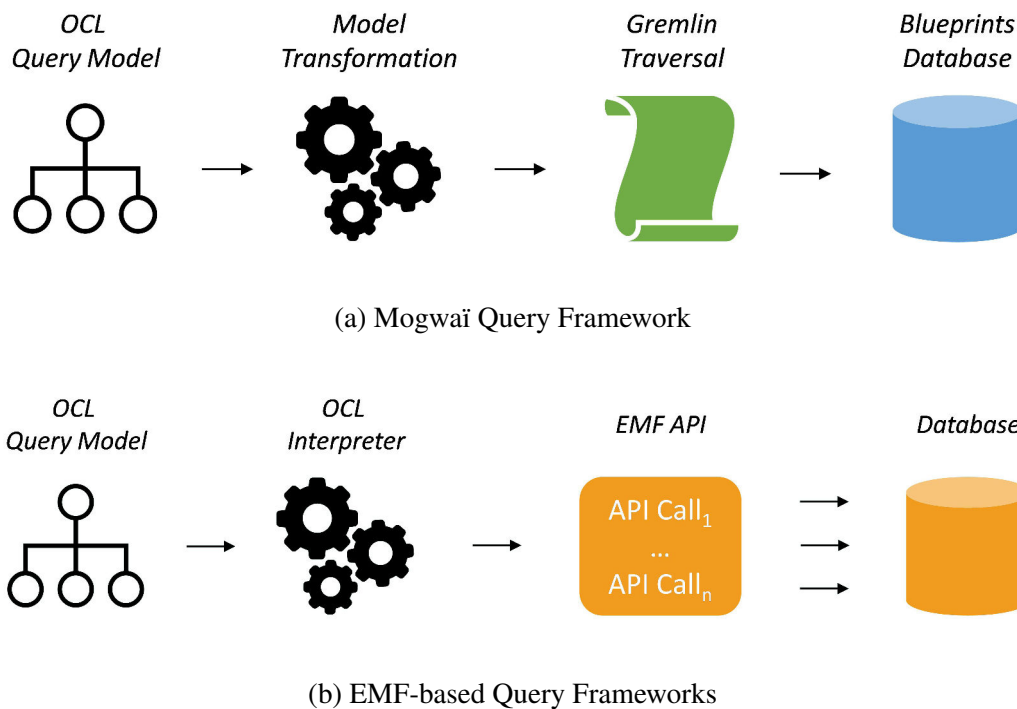 OCL
Query Model
Model
Transformation
Gremlin
Traversal
Blueprints
Database
(a) Mogwaï Query Framework
OCL
Query Model
OCL
Interpreter
EMF API
Database
API Call₁
...
API Callₙ
(b) EMF-based Query Frameworks